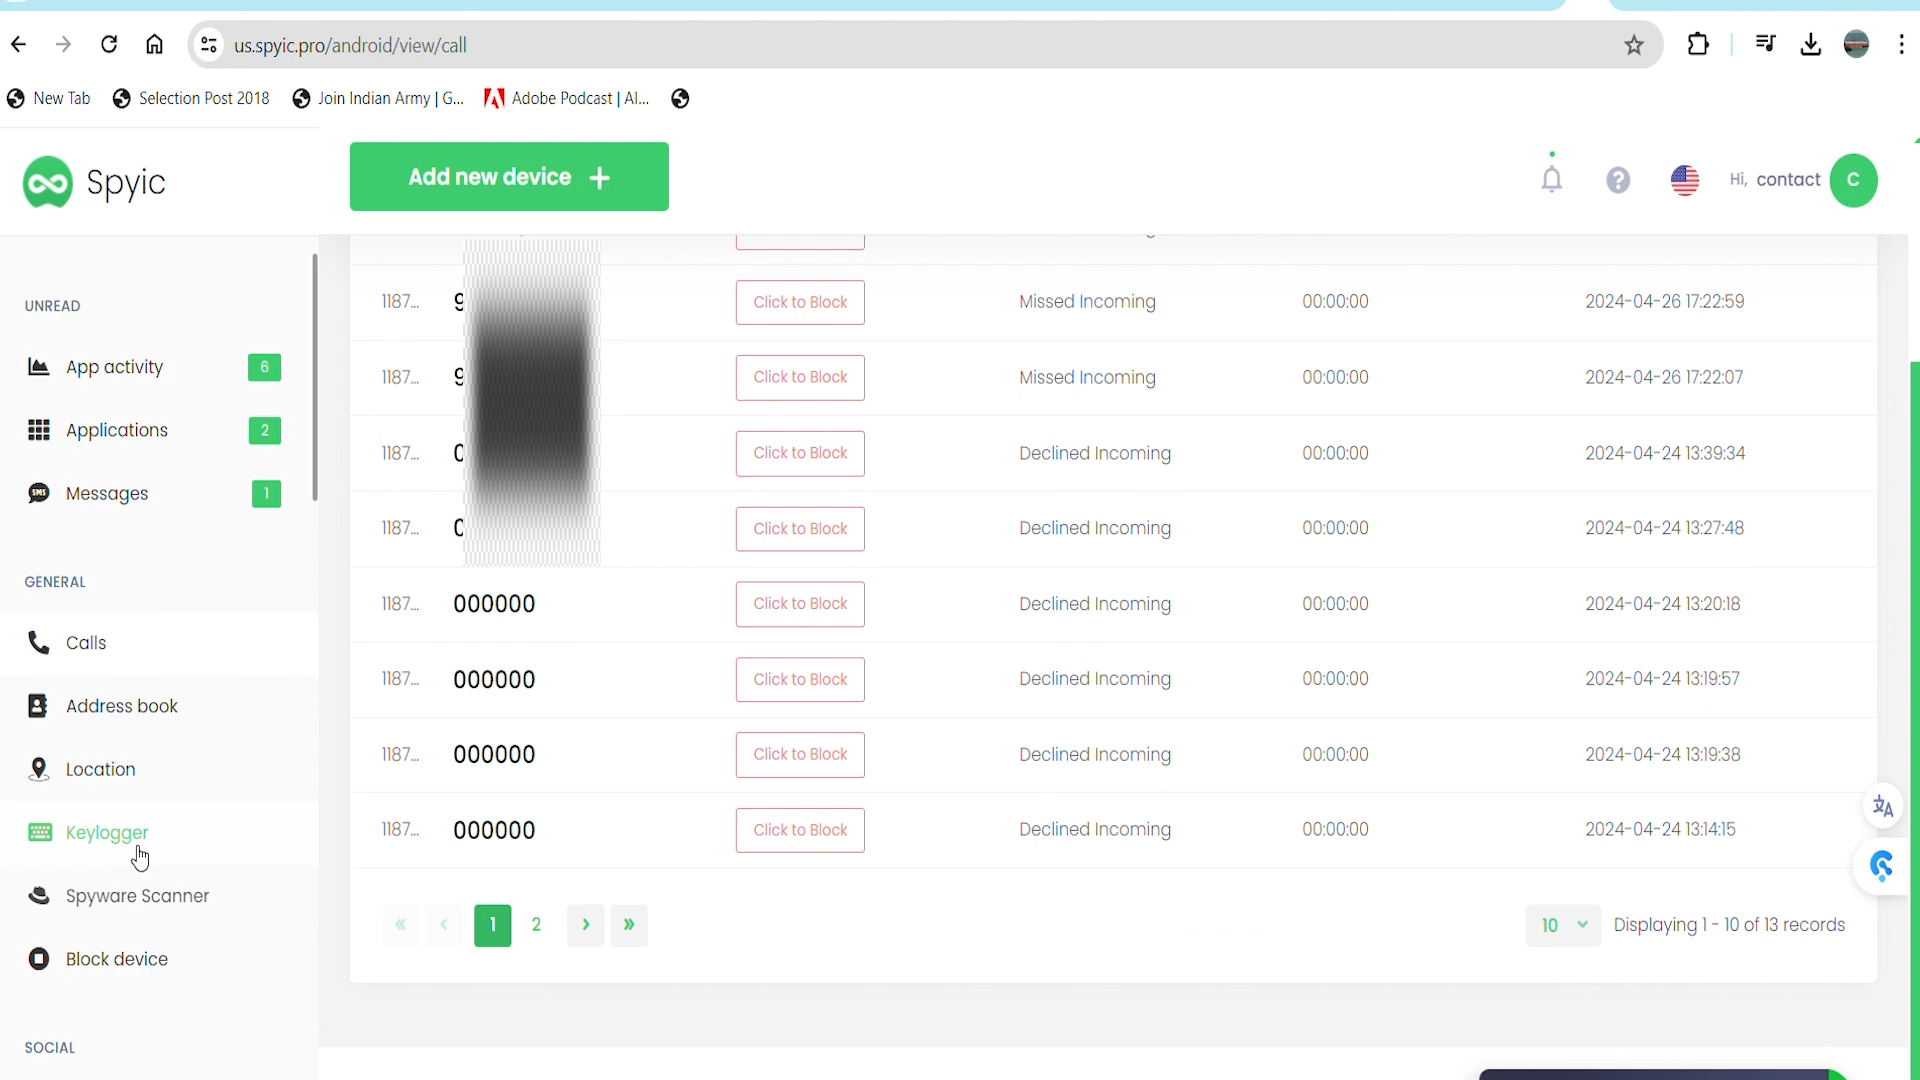 us.spyic.pro/android/view/call
New Tab Selection Post 2018 Join Indian Army | G... Adobe Podcast | AI...
Spyic
Add new device +
Hi, contact C
UNREAD
App activity 6
Applications 2
SMS Messages 1
GENERAL
Calls
Address book
Location
Keylogger
Spyware Scanner
Block device
SOCIAL
1187... 9 Click to Block Missed Incoming 00:00:00 2024-04-26 17:22:59
1187... 9 Click to Block Missed Incoming 00:00:00 2024-04-26 17:22:07
1187... 0 Click to Block Declined Incoming 00:00:00 2024-04-24 13:39:34
1187... 0 Click to Block Declined Incoming 00:00:00 2024-04-24 13:27:48
1187... 000000 Click to Block Declined Incoming 00:00:00 2024-04-24 13:20:18
1187... 000000 Click to Block Declined Incoming 00:00:00 2024-04-24 13:19:57
1187... 000000 Click to Block Declined Incoming 00:00:00 2024-04-24 13:19:38
1187... 000000 Click to Block Declined Incoming 00:00:00 2024-04-24 13:14:15
« ‹ 1 2 › »
10 Displaying 1 - 10 of 13 records